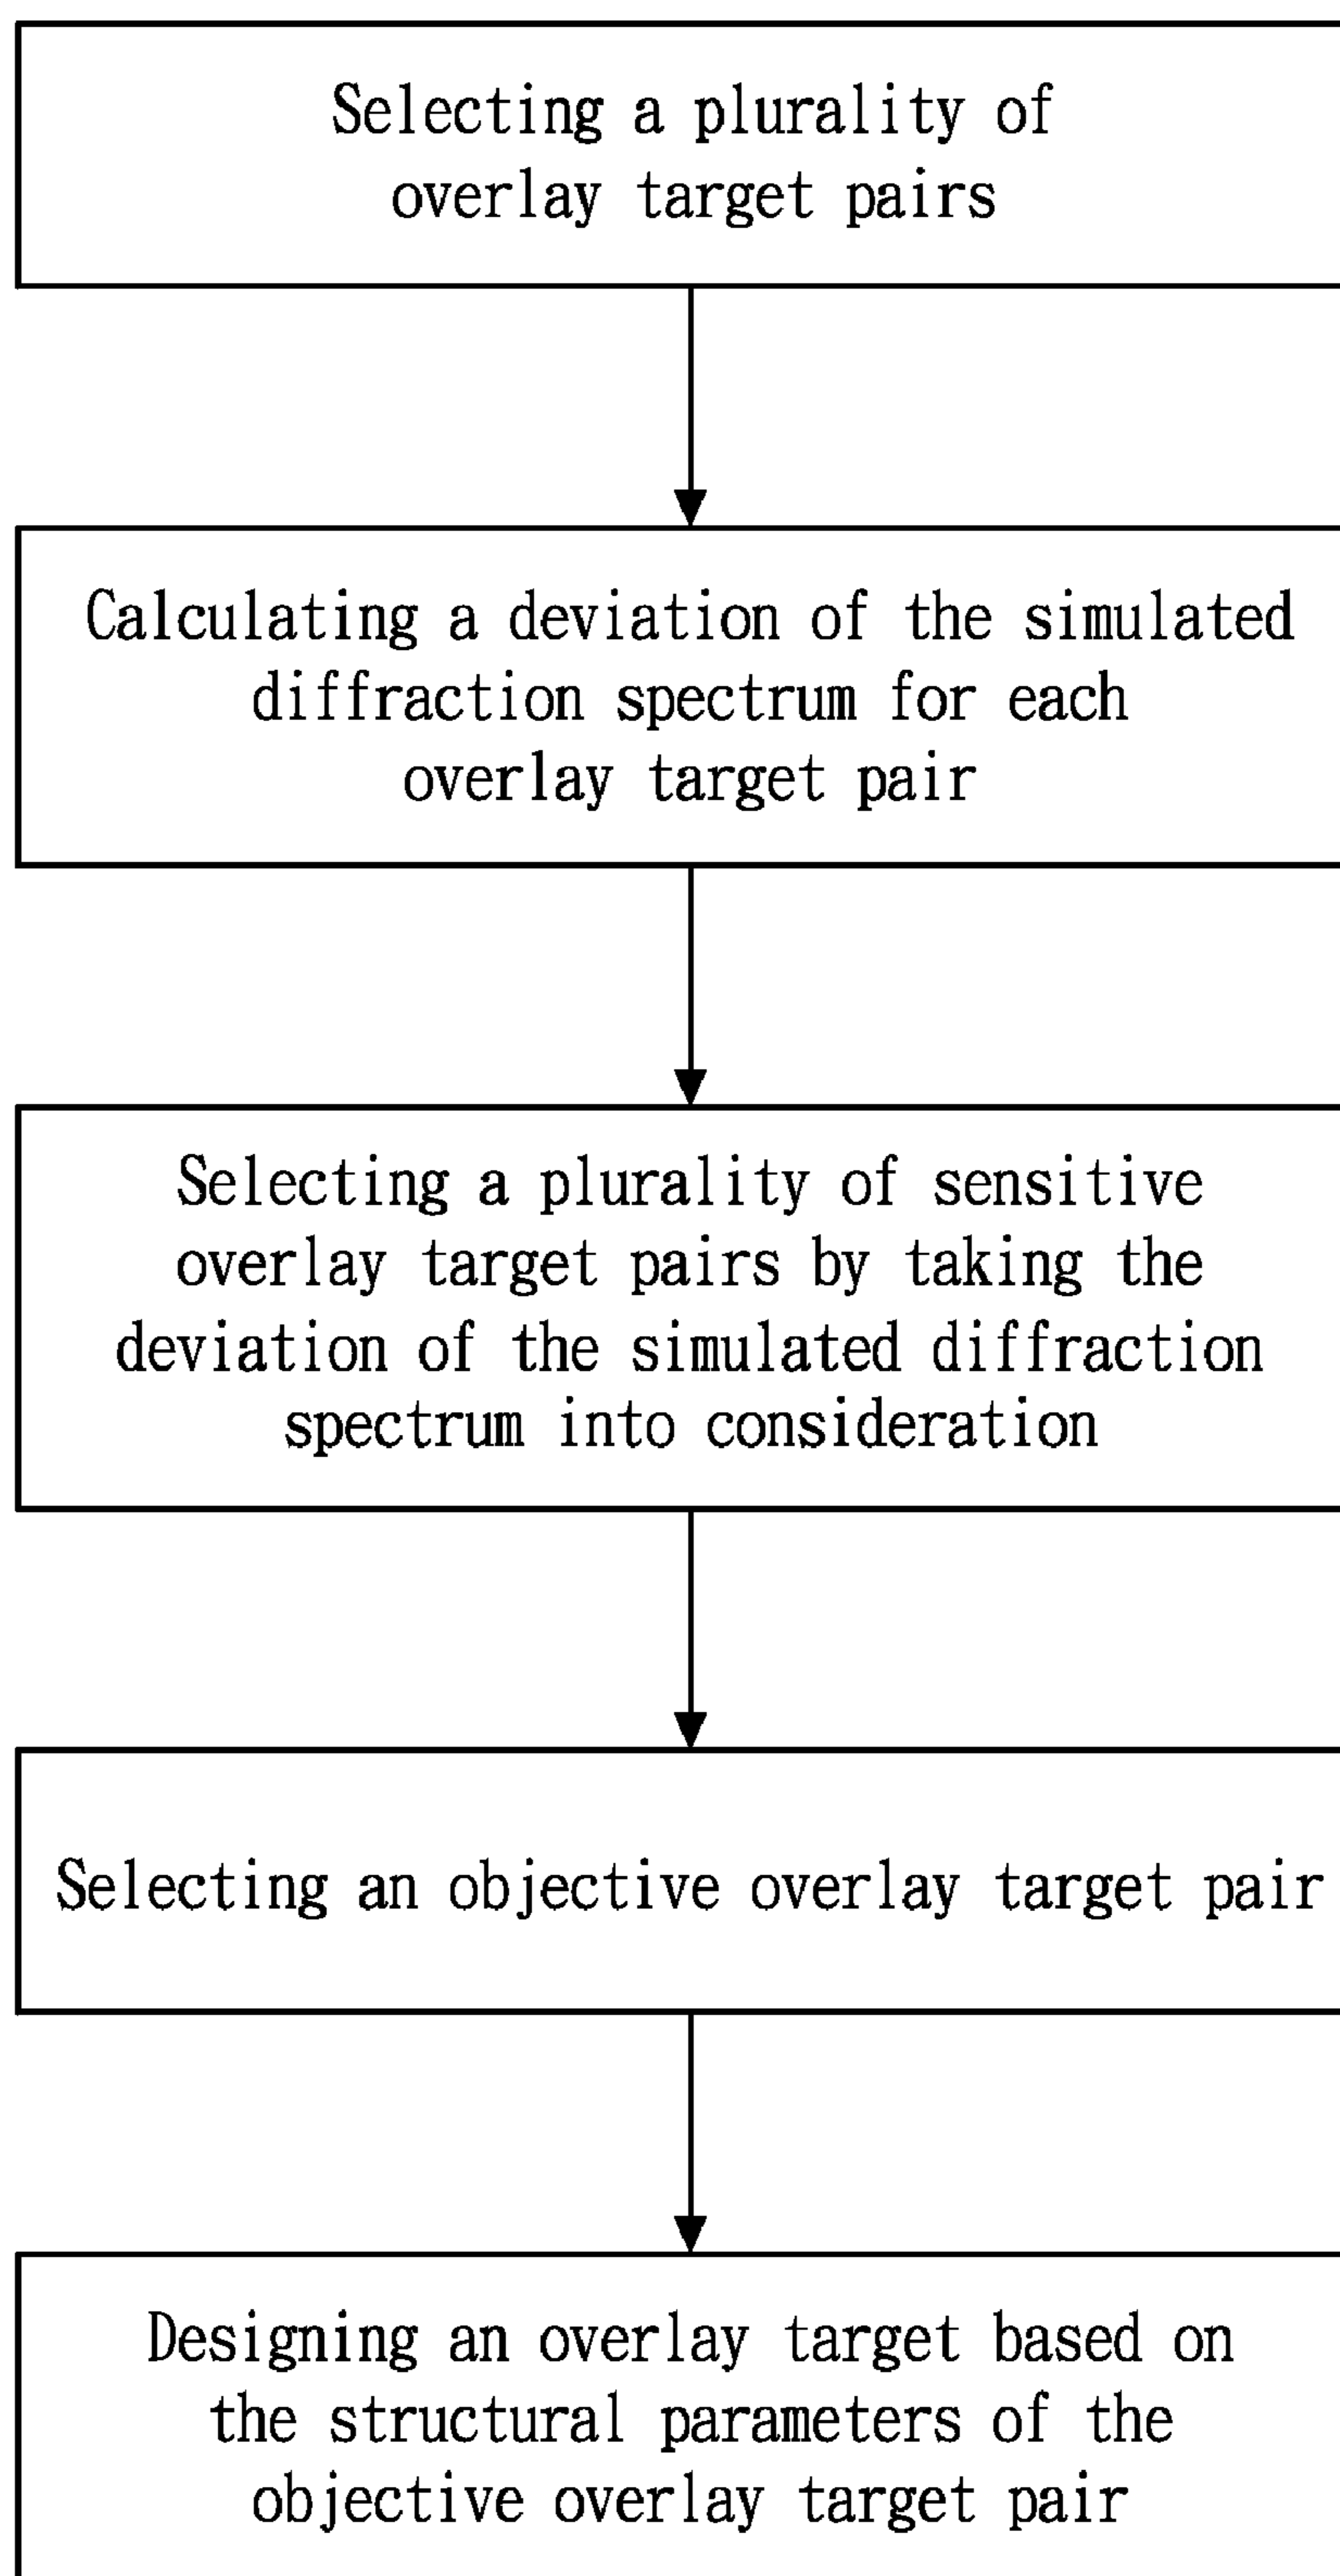 Selecting a plurality of
overlay target pairs
Calculating a deviation of the simulated
diffraction spectrum for each
overlay target pair
Selecting a plurality of sensitive
overlay target pairs by taking the
deviation of the simulated diffraction
spectrum into consideration
Selecting an objective overlay target pair
Designing an overlay target based on
the structural parameters of the
objective overlay target pair